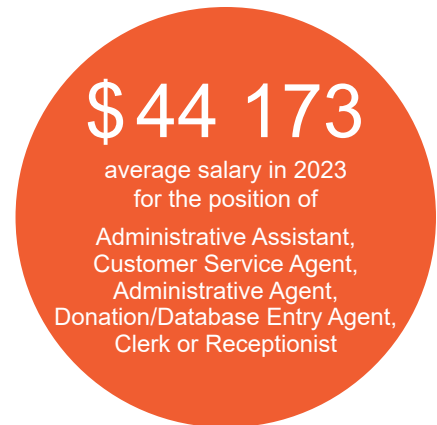 $ 44 173
average salary in 2023
for the position of
Administrative Assistant,
Customer Service Agent,
Administrative Agent,
Donation/Database Entry Agent,
Clerk or Receptionist